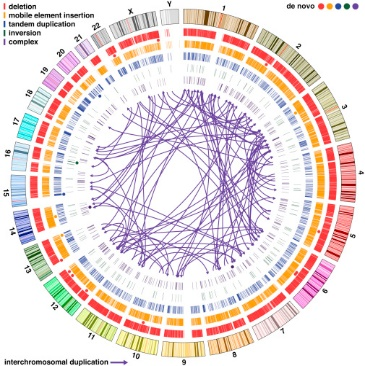 deletion
mobile element insertion
tandem duplication
inversion
complex
de novo
1
2
3
4
5
6
7
8
9
10
11
12
13
14
15
16
17
18
19
20
21
22
X
Y
interchromosomal duplication